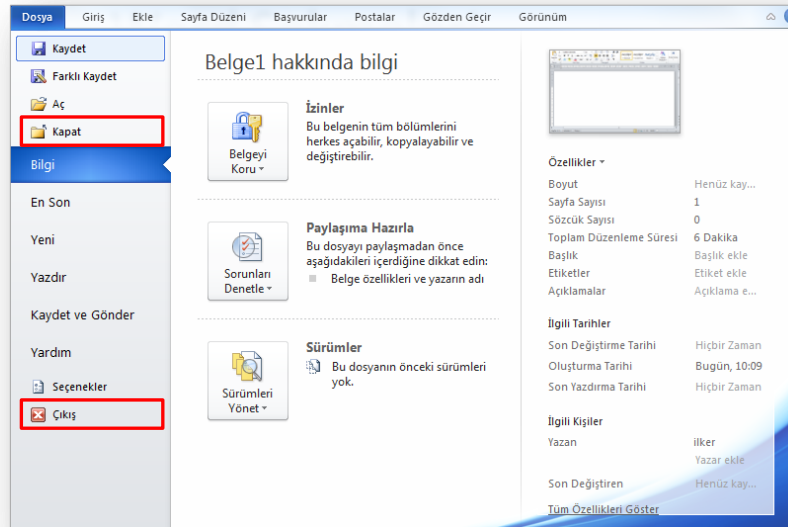 Dosya Giriş Ekle Sayfa Düzeni Başvurular Postalar Gözden Geçir Görünüm
Kaydet
Farklı Kaydet
Aç
Kapat
Bilgi
En Son
Yeni
Yazdır
Kaydet ve Gönder
Yardım
Seçenekler
Çıkış
Belge1 hakkında bilgi
Belgeyi
Koru
İzinler
Bu belgenin tüm bölümlerini
herkes açabilir, kopyalayabilir ve
değiştirebilir.
Sorunları
Denetle
Paylaşıma Hazırla
Bu dosyayı paylaşmadan önce
aşağıdakileri içerdiğine dikkat edin:
Belge özellikleri ve yazarın adı
Sürümleri
Yönet
Sürümler
Bu dosyanın önceki sürümleri
yok.
Özellikler
Boyut Henüz kay...
Sayfa Sayısı 1
Sözcük Sayısı 0
Toplam Düzenleme Süresi 6 Dakika
Başlık Başlık ekle
Etiketler Etiket ekle
Açıklamalar Açıklama e...
İlgili Tarihler
Son Değiştirme Tarihi Hiçbir Zaman
Oluşturma Tarihi Bugün, 10:09
Son Yazdırma Tarihi Hiçbir Zaman
İlgili Kişiler
Yazan ilker
Yazar ekle
Son Değiştiren Henüz kay...
Tüm Özellikleri Göster